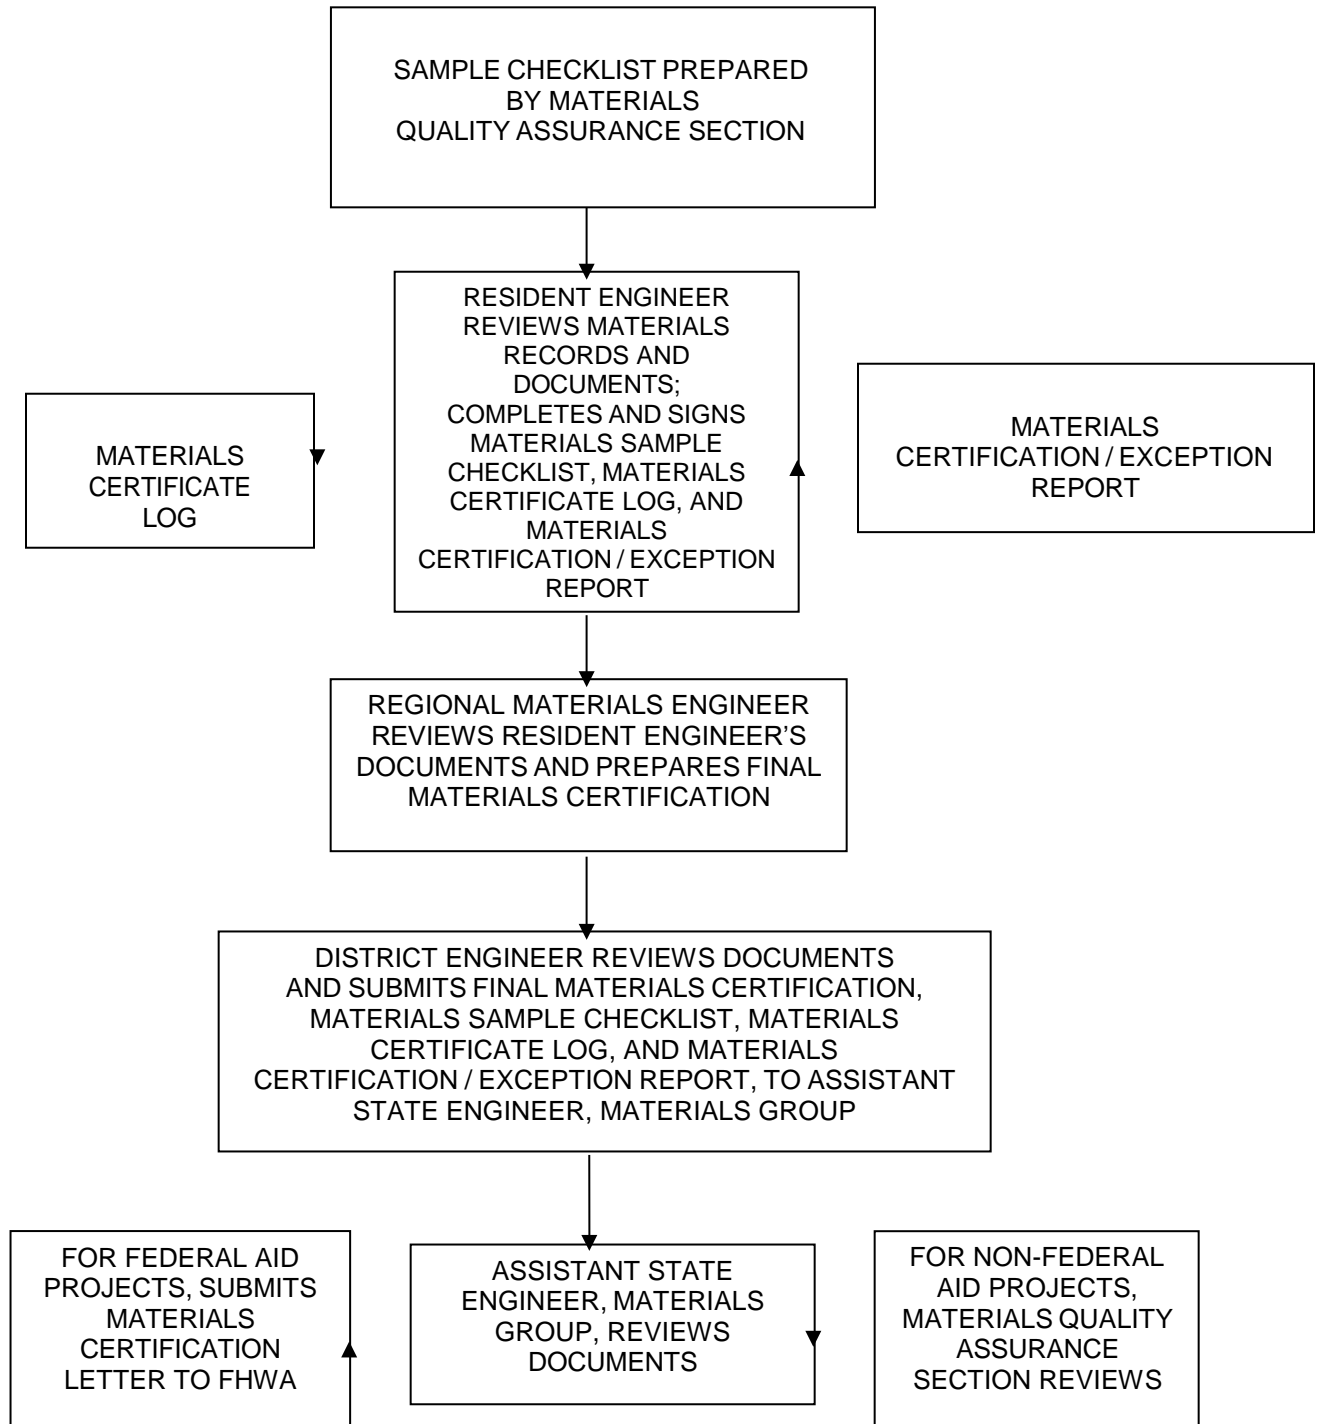 SAMPLE CHECKLIST PREPARED
BY MATERIALS
QUALITY ASSURANCE SECTION
RESIDENT ENGINEER
REVIEWS MATERIALS
RECORDS AND
DOCUMENTS;
COMPLETES AND SIGNS
MATERIALS SAMPLE
CHECKLIST, MATERIALS
CERTIFICATE LOG, AND
MATERIALS
CERTIFICATION / EXCEPTION
REPORT
MATERIALS
CERTIFICATE
LOG
MATERIALS
CERTIFICATION / EXCEPTION
REPORT
REGIONAL MATERIALS ENGINEER
REVIEWS RESIDENT ENGINEER’S
DOCUMENTS AND PREPARES FINAL
MATERIALS CERTIFICATION
DISTRICT ENGINEER REVIEWS DOCUMENTS
AND SUBMITS FINAL MATERIALS CERTIFICATION,
MATERIALS SAMPLE CHECKLIST, MATERIALS
CERTIFICATE LOG, AND MATERIALS
CERTIFICATION / EXCEPTION REPORT, TO ASSISTANT
STATE ENGINEER, MATERIALS GROUP
FOR FEDERAL AID
PROJECTS, SUBMITS
MATERIALS
CERTIFICATION
LETTER TO FHWA
ASSISTANT STATE
ENGINEER, MATERIALS
GROUP, REVIEWS
DOCUMENTS
FOR NON-FEDERAL
AID PROJECTS,
MATERIALS QUALITY
ASSURANCE
SECTION REVIEWS